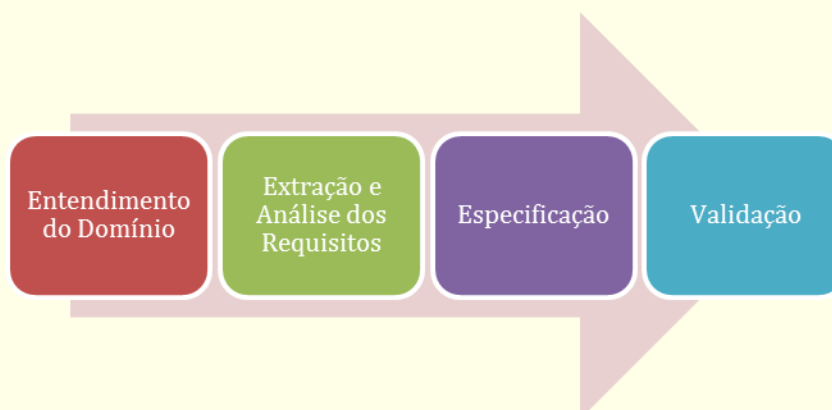 Entendimento
do Domínio
Extração e
Análise dos
Requisitos
Especificação
Validação